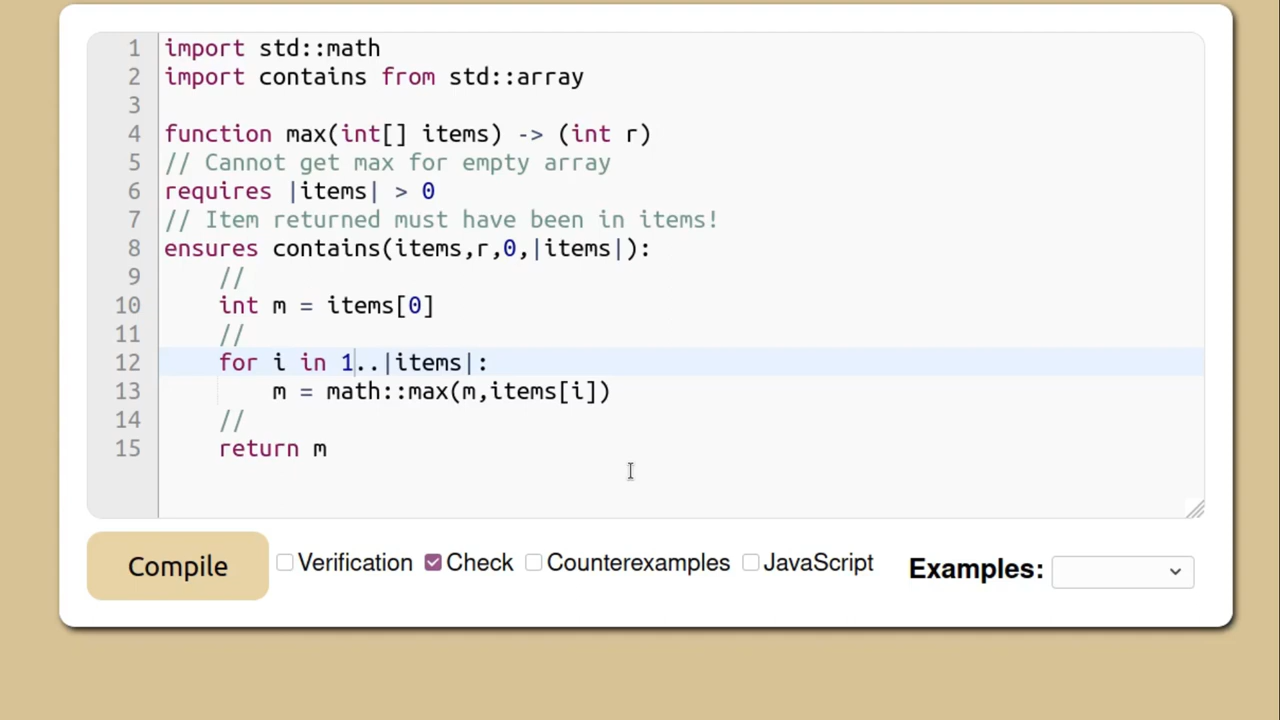 1 import std::math
2 import contains from std::array
3
4 function max(int[] items) -> (int r)
5 // Cannot get max for empty array
6 requires |items| > 0
7 // Item returned must have been in items!
8 ensures contains(items,r,0,|items|):
9     //
10     int m = items[0]
11     //
12     for i in 1..|items|:
13         m = math::max(m,items[i])
14     //
15     return m
Compile Verification Check Counterexamples JavaScript Examples: